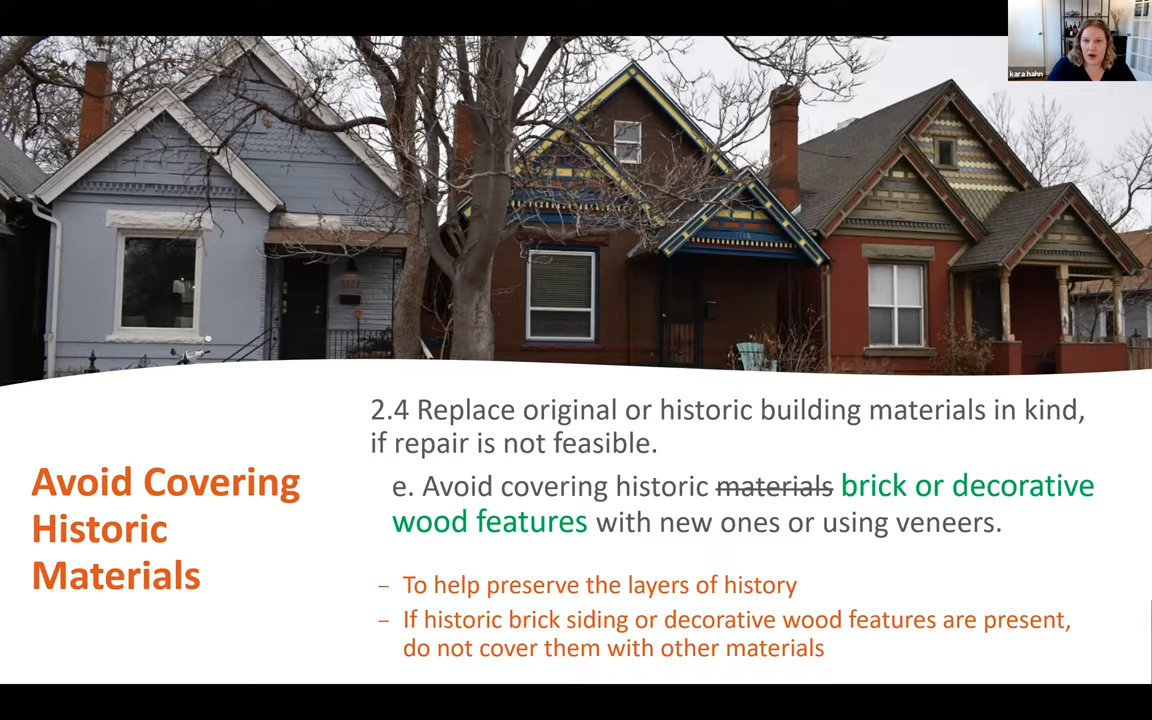 kara hahn
Avoid Covering
Historic
Materials
2.4 Replace original or historic building materials in kind,
if repair is not feasible.
e. Avoid covering historic materials brick or decorative
wood features with new ones or using veneers.
– To help preserve the layers of history
– If historic brick siding or decorative wood features are present,
do not cover them with other materials